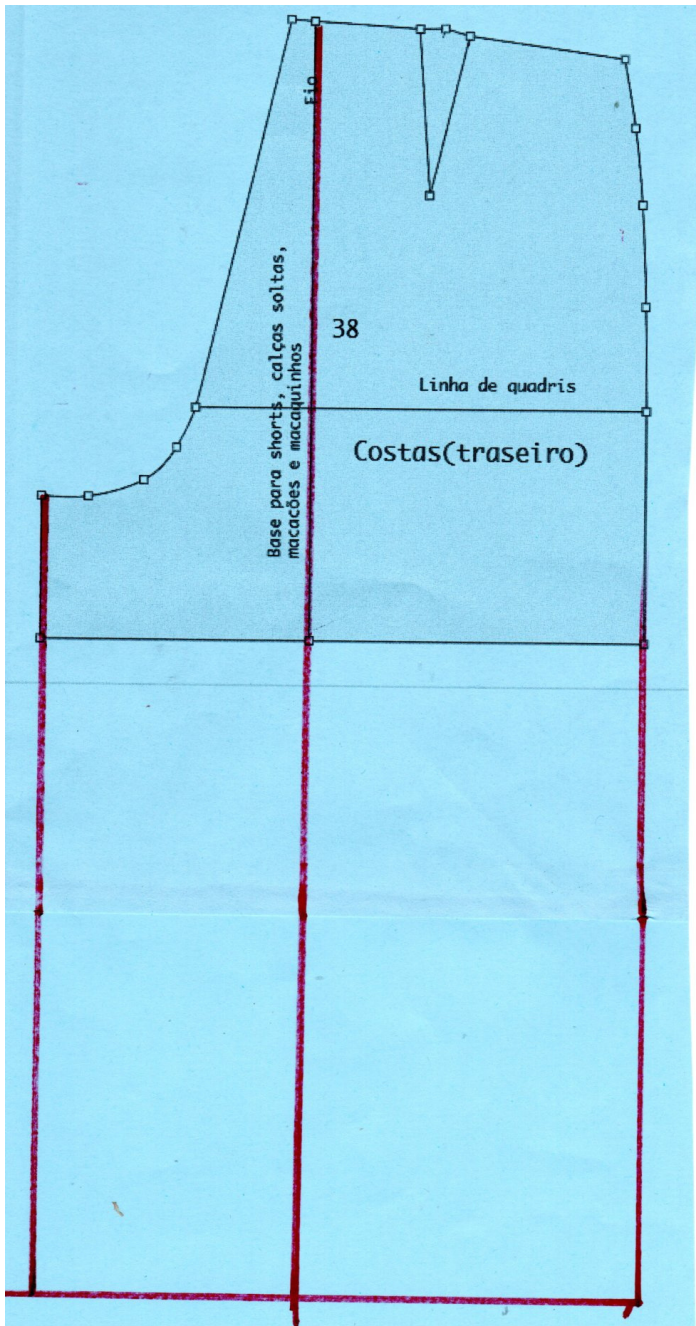 Fio
Base para shorts, calças soltas,
macacões e macaquinhos
38
Linha de quadris
Costas(traseiro)